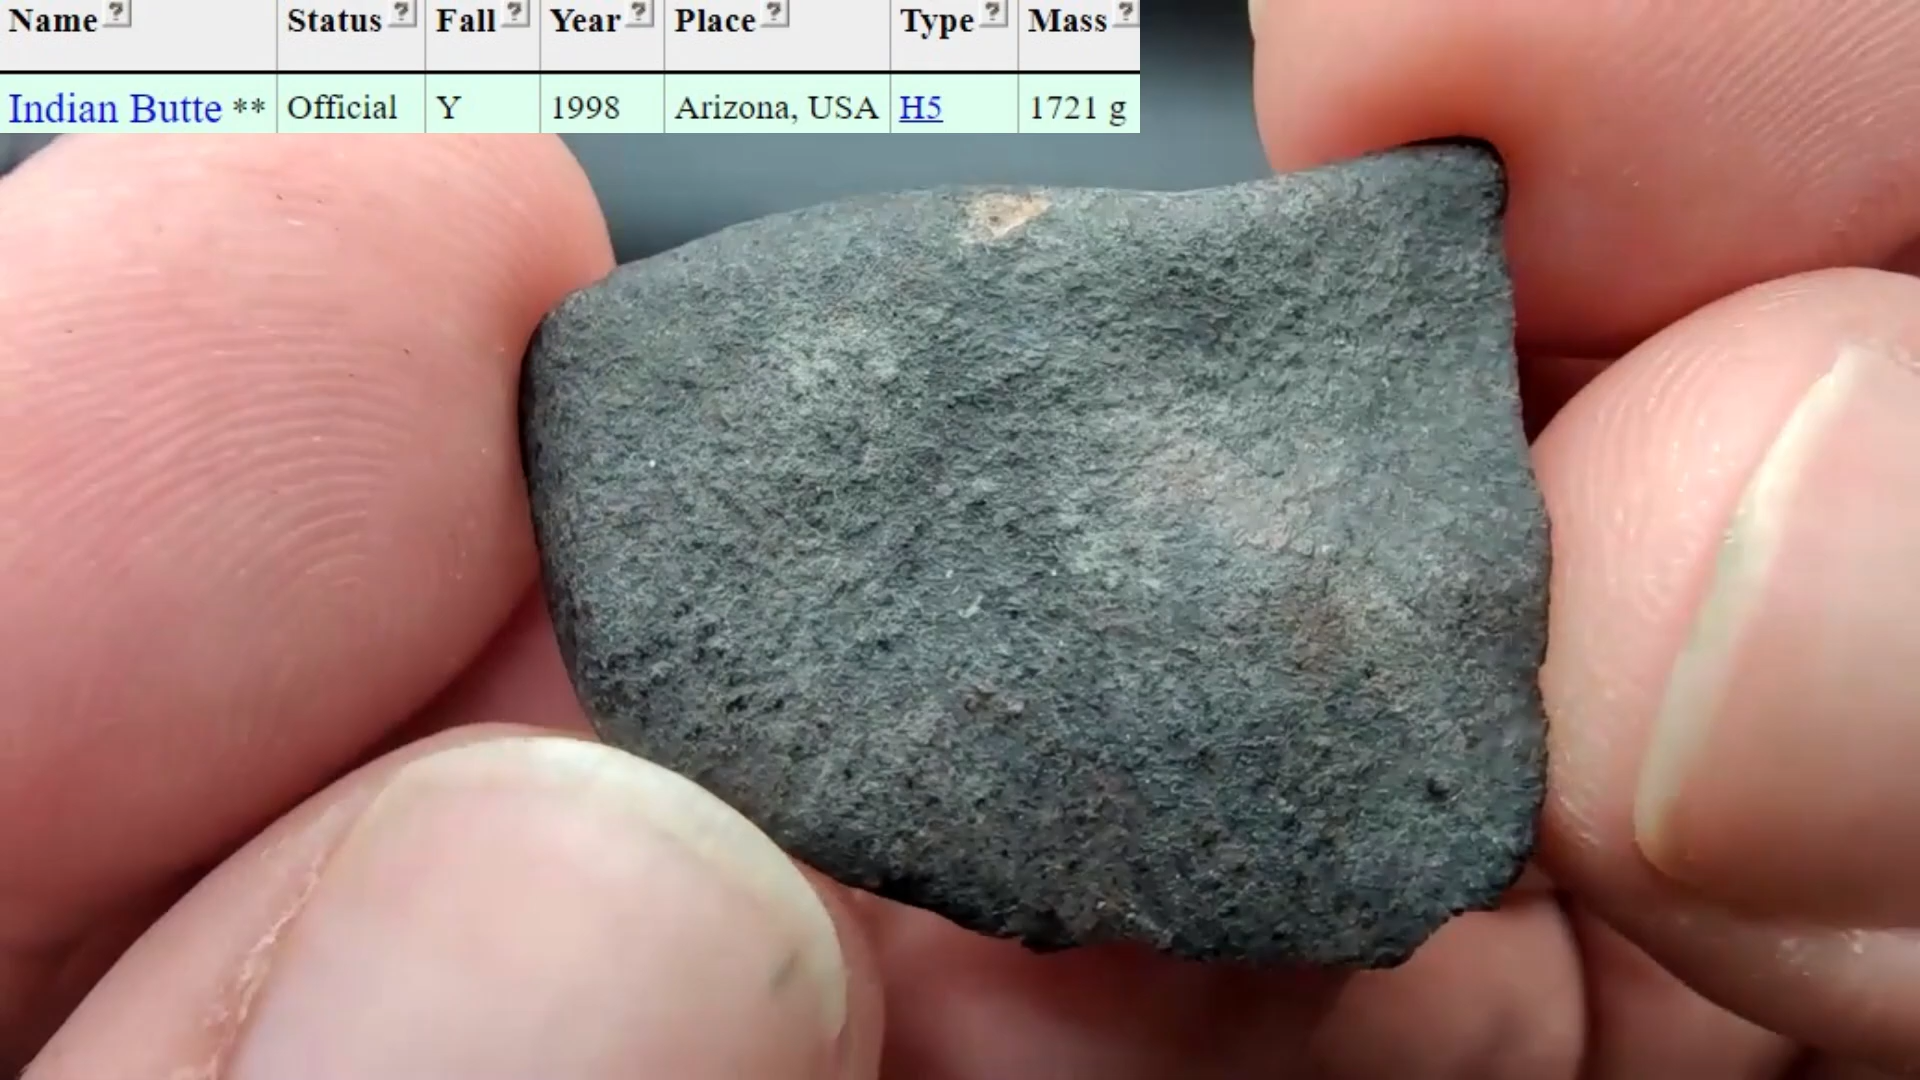 Name ? Status ? Fall ? Year ? Place ? Type ? Mass ?
Indian Butte ** Official Y 1998 Arizona, USA H5 1721 g